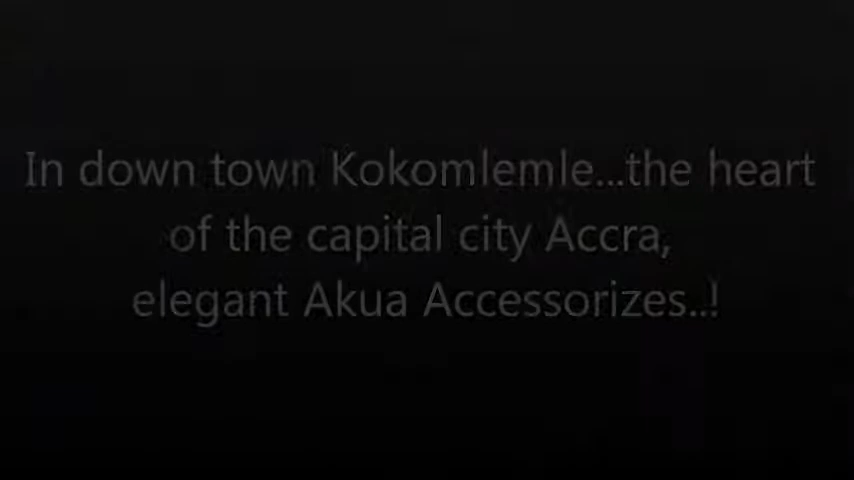 In down town Kokomlemle...the heart
of the capital city Accra,
elegant Akua Accessorizes..!